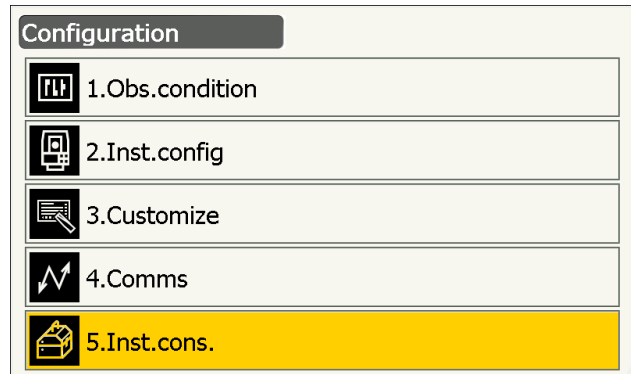 Configuration
1.Obs.condition
2.Inst.config
3.Customize
4.Comms
5.Inst.cons.